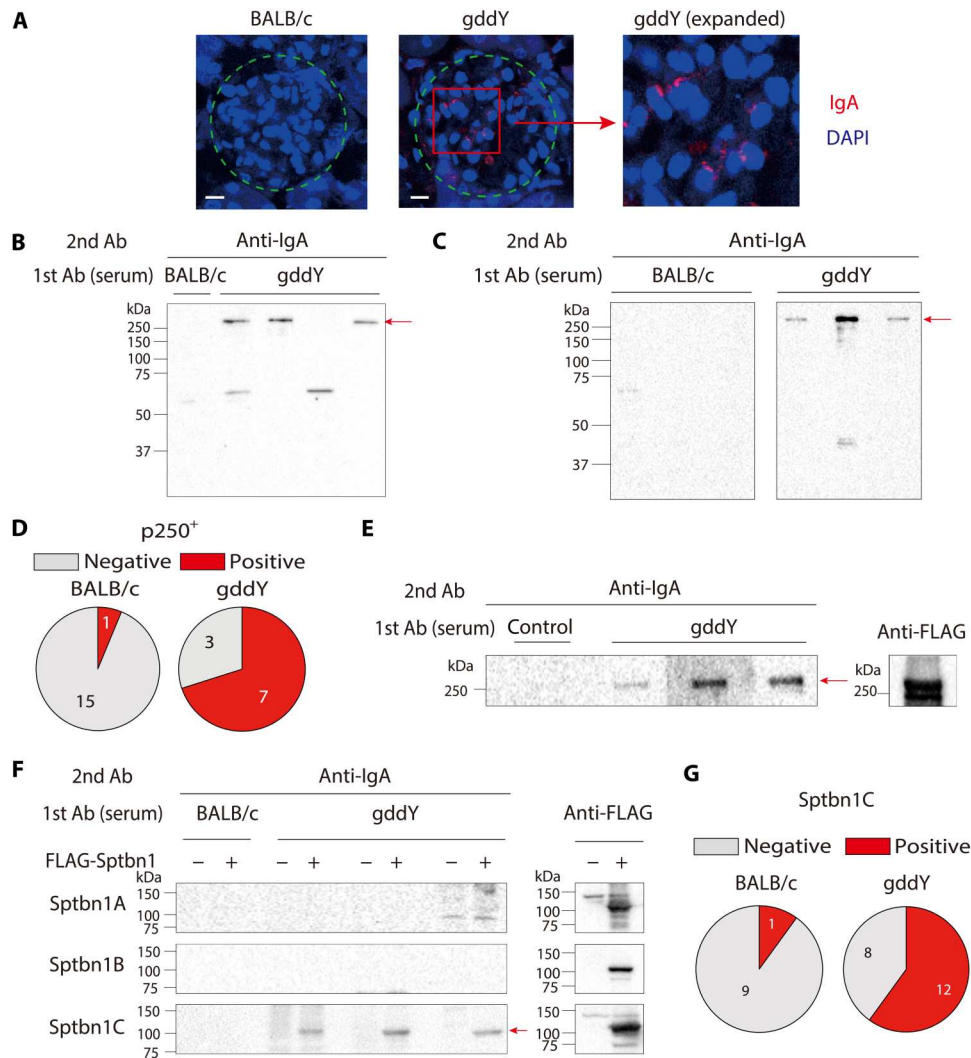 A
BALB/c gddY gddY (expanded)
IgA
DAPI
B
2nd Ab Anti-IgA
1st Ab (serum) BALB/c gddY
kDa
250
150
100
75
50
37
C
2nd Ab Anti-IgA
1st Ab (serum) BALB/c gddY
kDa
250
150
100
75
50
37
D
p250+
Negative Positive
BALB/c gddY
1
15
3
7
E
2nd Ab Anti-IgA
1st Ab (serum) Control gddY Anti-FLAG
kDa
250
kDa
250
F
2nd Ab Anti-IgA
1st Ab (serum) BALB/c gddY Anti-FLAG
FLAG-Sptbn1 – + – + – + – + – +
kDa kDa
Sptbn1A
150 150
100 100
75 75
Sptbn1B
150 150
100 100
75 75
Sptbn1C
150 150
100 100
75 75
G
Sptbn1C
Negative Positive
BALB/c gddY
1
9
8
12